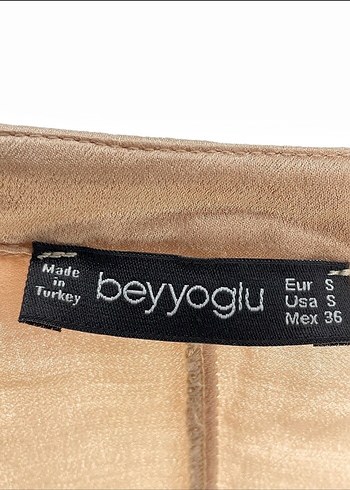 Made
in
Turkey
beyyoglu
Eur S
Usa S
Mex 36